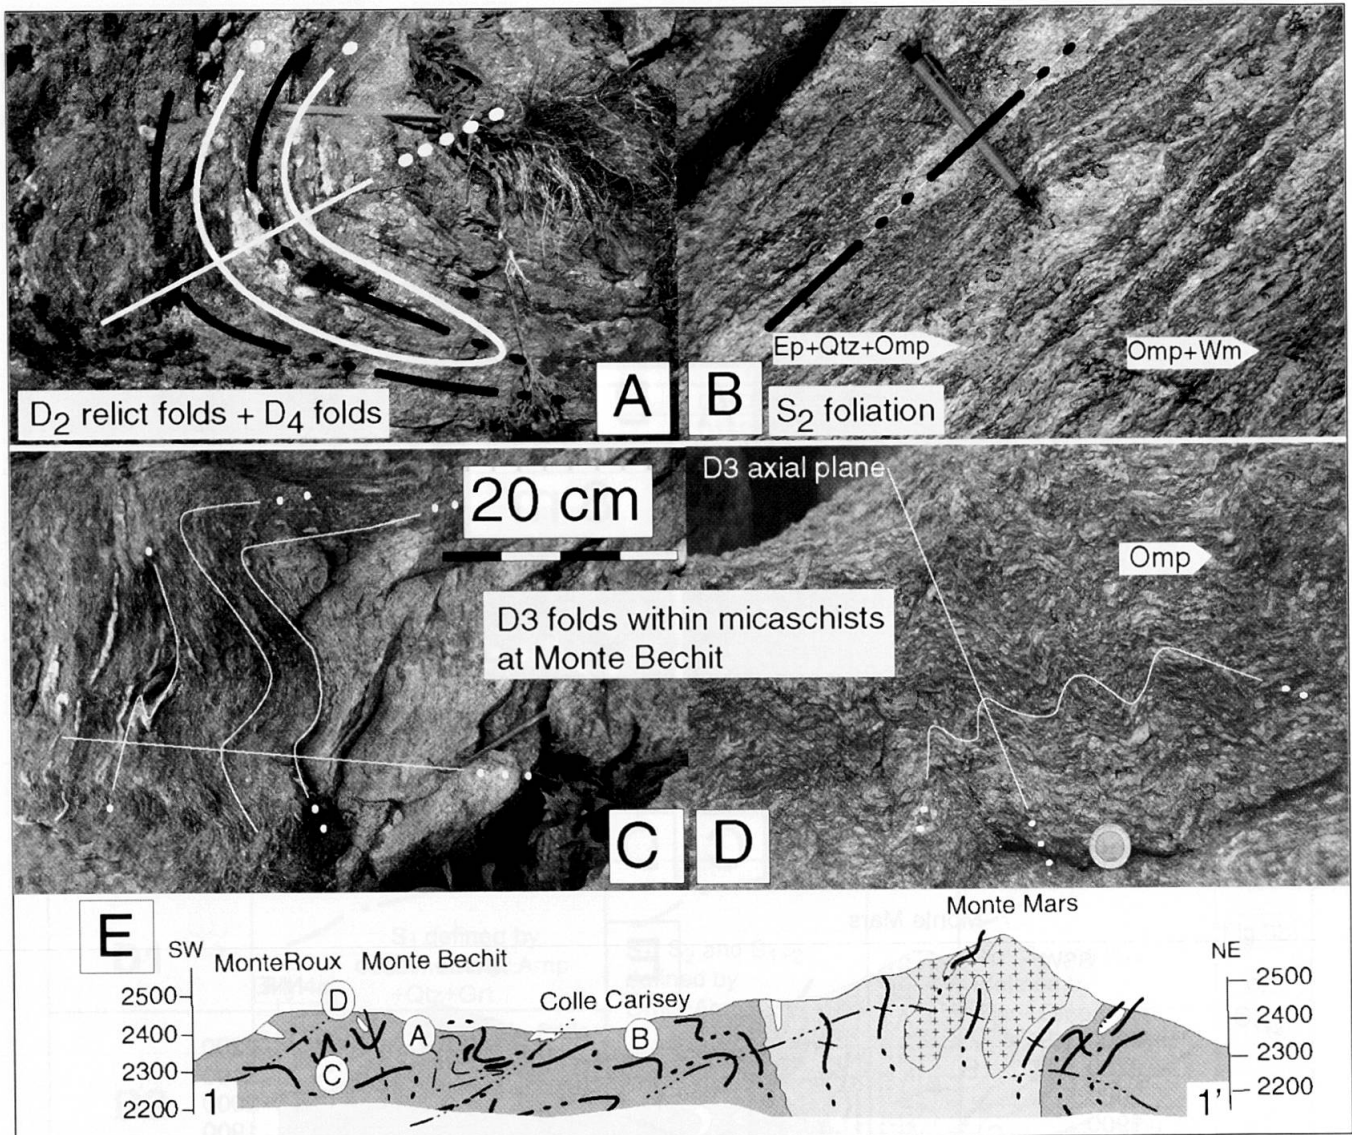 D2 relict folds + D4 folds
A
B
Ep+Qtz+Omp
Omp+Wm
S2 foliation
20 cm
D3 axial plane
Omp
D3 folds within micaschists
at Monte Bechit
C
D
E
SW
MonteRoux
Monte Bechit
Colle Carisey
Monte Mars
NE
2500
2400
2300
2200
2500
2400
2300
2200
D
A
C
B
1
1'